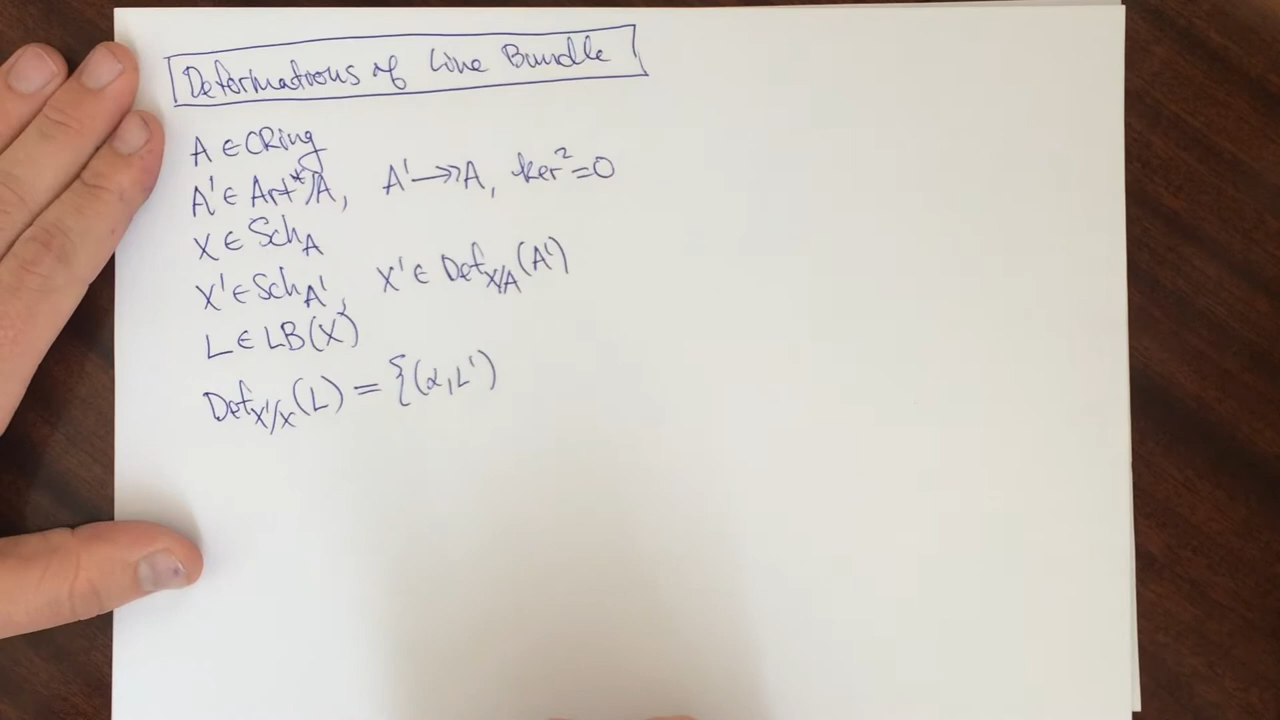 Deformations of Line Bundle
A ∈ CRing
A' ∈ Art*/A, A' ↠ A, ker²=0
X ∈ Sch_A
X' ∈ Sch_A', X' ∈ Def_X/A(A')
L ∈ LB(X)
Def_X'/X(L) = {(α, L')